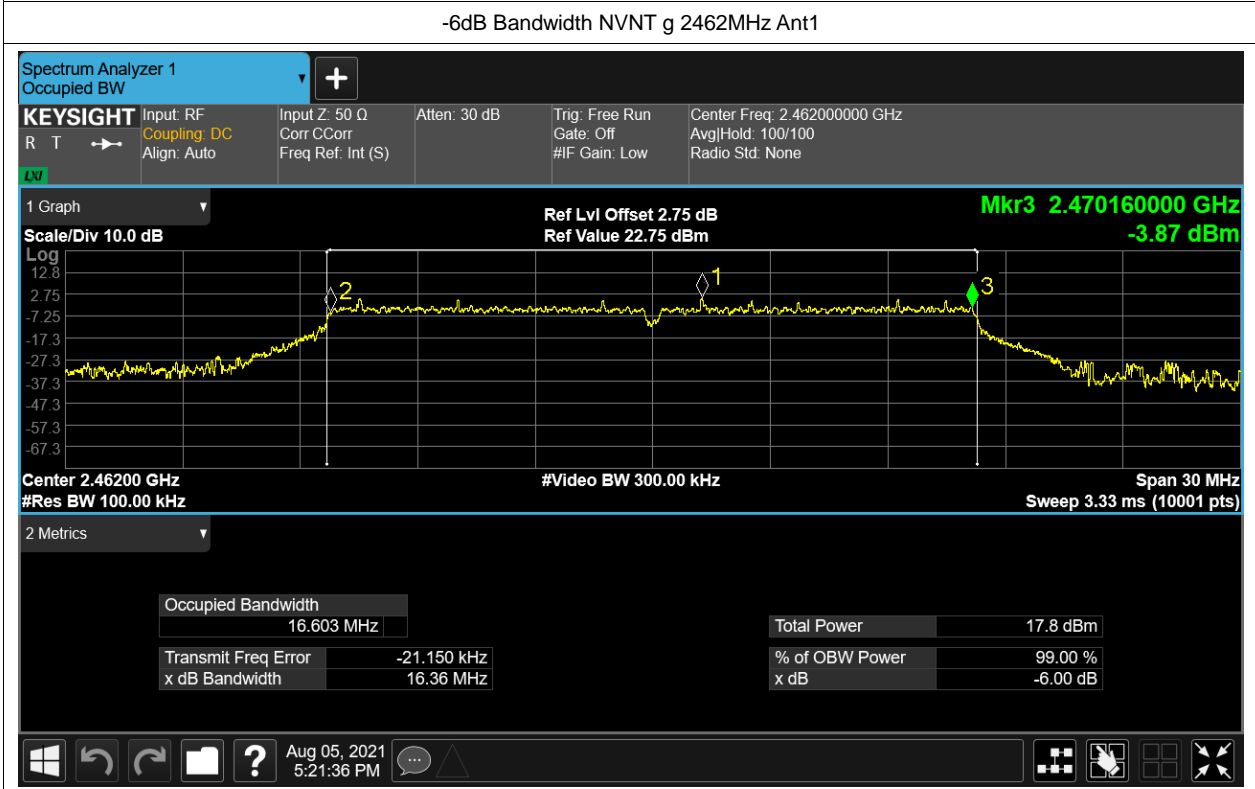 -6dB Bandwidth NVNT g 2462MHz Ant1
Spectrum Analyzer 1
Occupied BW
KEYSIGHT
R T
LXI
Input: RF
Coupling: DC
Align: Auto
Input Z: 50 Ω
Corr CCorr
Freq Ref: Int (S)
Atten: 30 dB
Trig: Free Run
Gate: Off
#IF Gain: Low
Center Freq: 2.462000000 GHz
Avg|Hold: 100/100
Radio Std: None
1 Graph
Scale/Div 10.0 dB
Ref Lvl Offset 2.75 dB
Ref Value 22.75 dBm
Mkr3 2.470160000 GHz
-3.87 dBm
Log
12.8
2.75
-7.25
-17.3
-27.3
-37.3
-47.3
-57.3
-67.3
2
1
3
Center 2.46200 GHz
#Res BW 100.00 kHz
#Video BW 300.00 kHz
Span 30 MHz
Sweep 3.33 ms (10001 pts)
2 Metrics
Occupied Bandwidth
16.603 MHz
Transmit Freq Error -21.150 kHz
x dB Bandwidth 16.36 MHz
Total Power 17.8 dBm
% of OBW Power 99.00 %
x dB -6.00 dB
?
Aug 05, 2021
5:21:36 PM